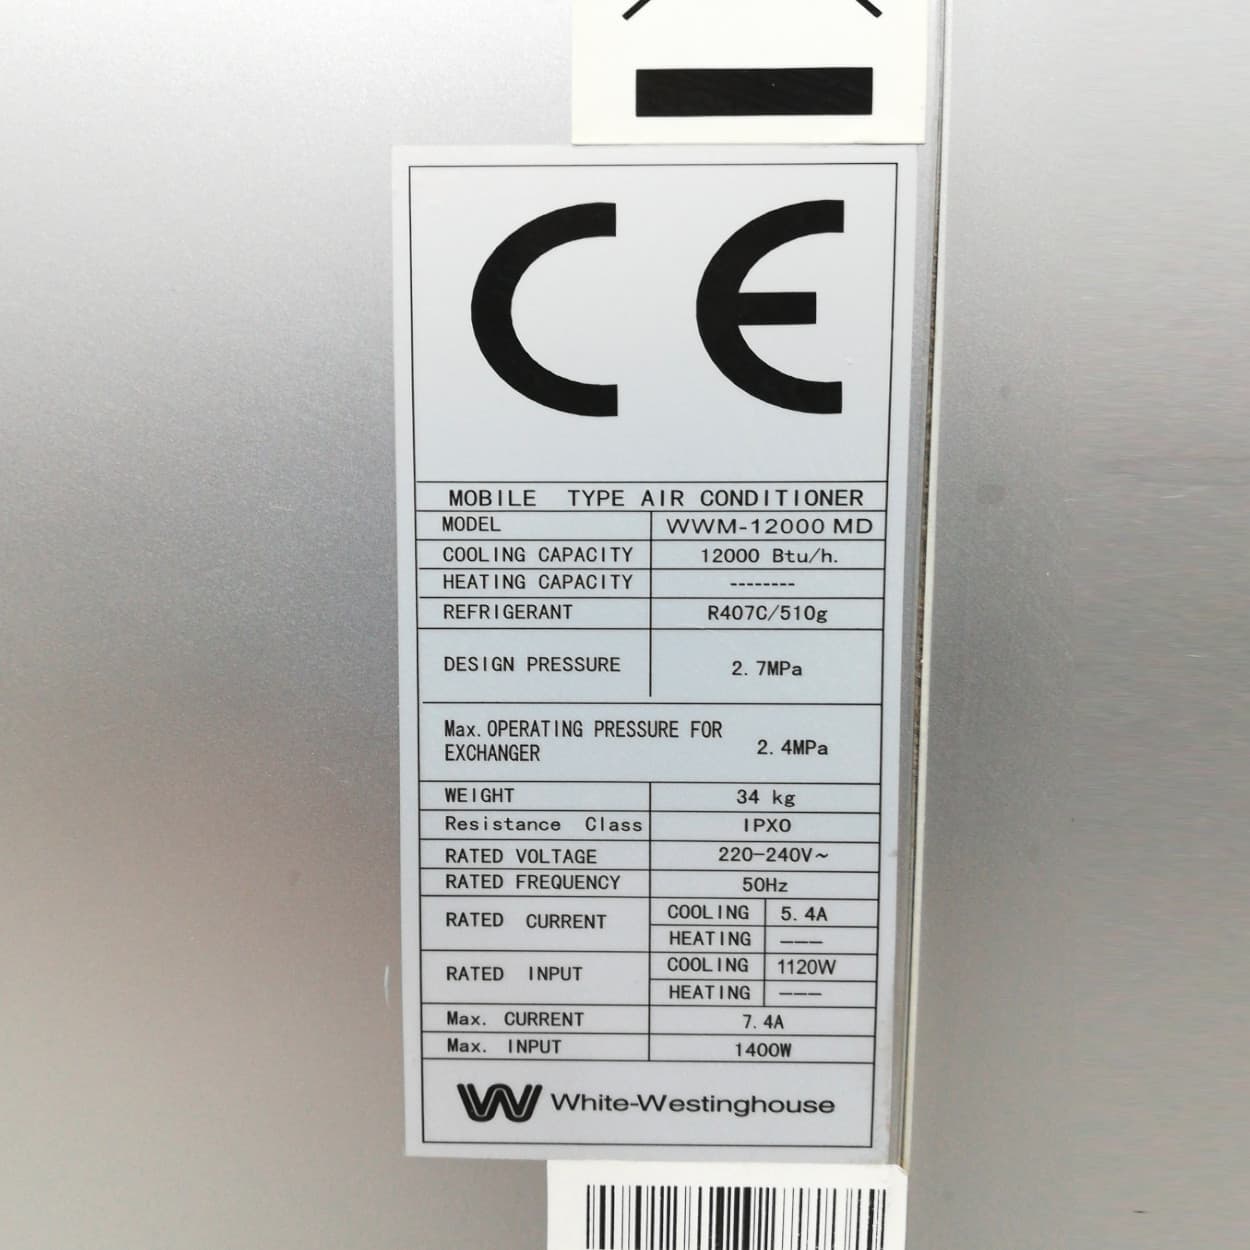 CE
MOBILE TYPE AIR CONDITIONER
MODEL WWM-12000 MD
COOLING CAPACITY 12000 Btu/h.
HEATING CAPACITY --------
REFRIGERANT R407C/510g
DESIGN PRESSURE 2.7MPa
Max. OPERATING PRESSURE FOR
EXCHANGER 2.4MPa
WEIGHT 34 kg
Resistance Class IPX0
RATED VOLTAGE 220-240V~
RATED FREQUENCY 50Hz
RATED CURRENT COOLING 5.4A
HEATING ---
RATED INPUT COOLING 1120W
HEATING ---
Max. CURRENT 7.4A
Max. INPUT 1400W
W White-Westinghouse